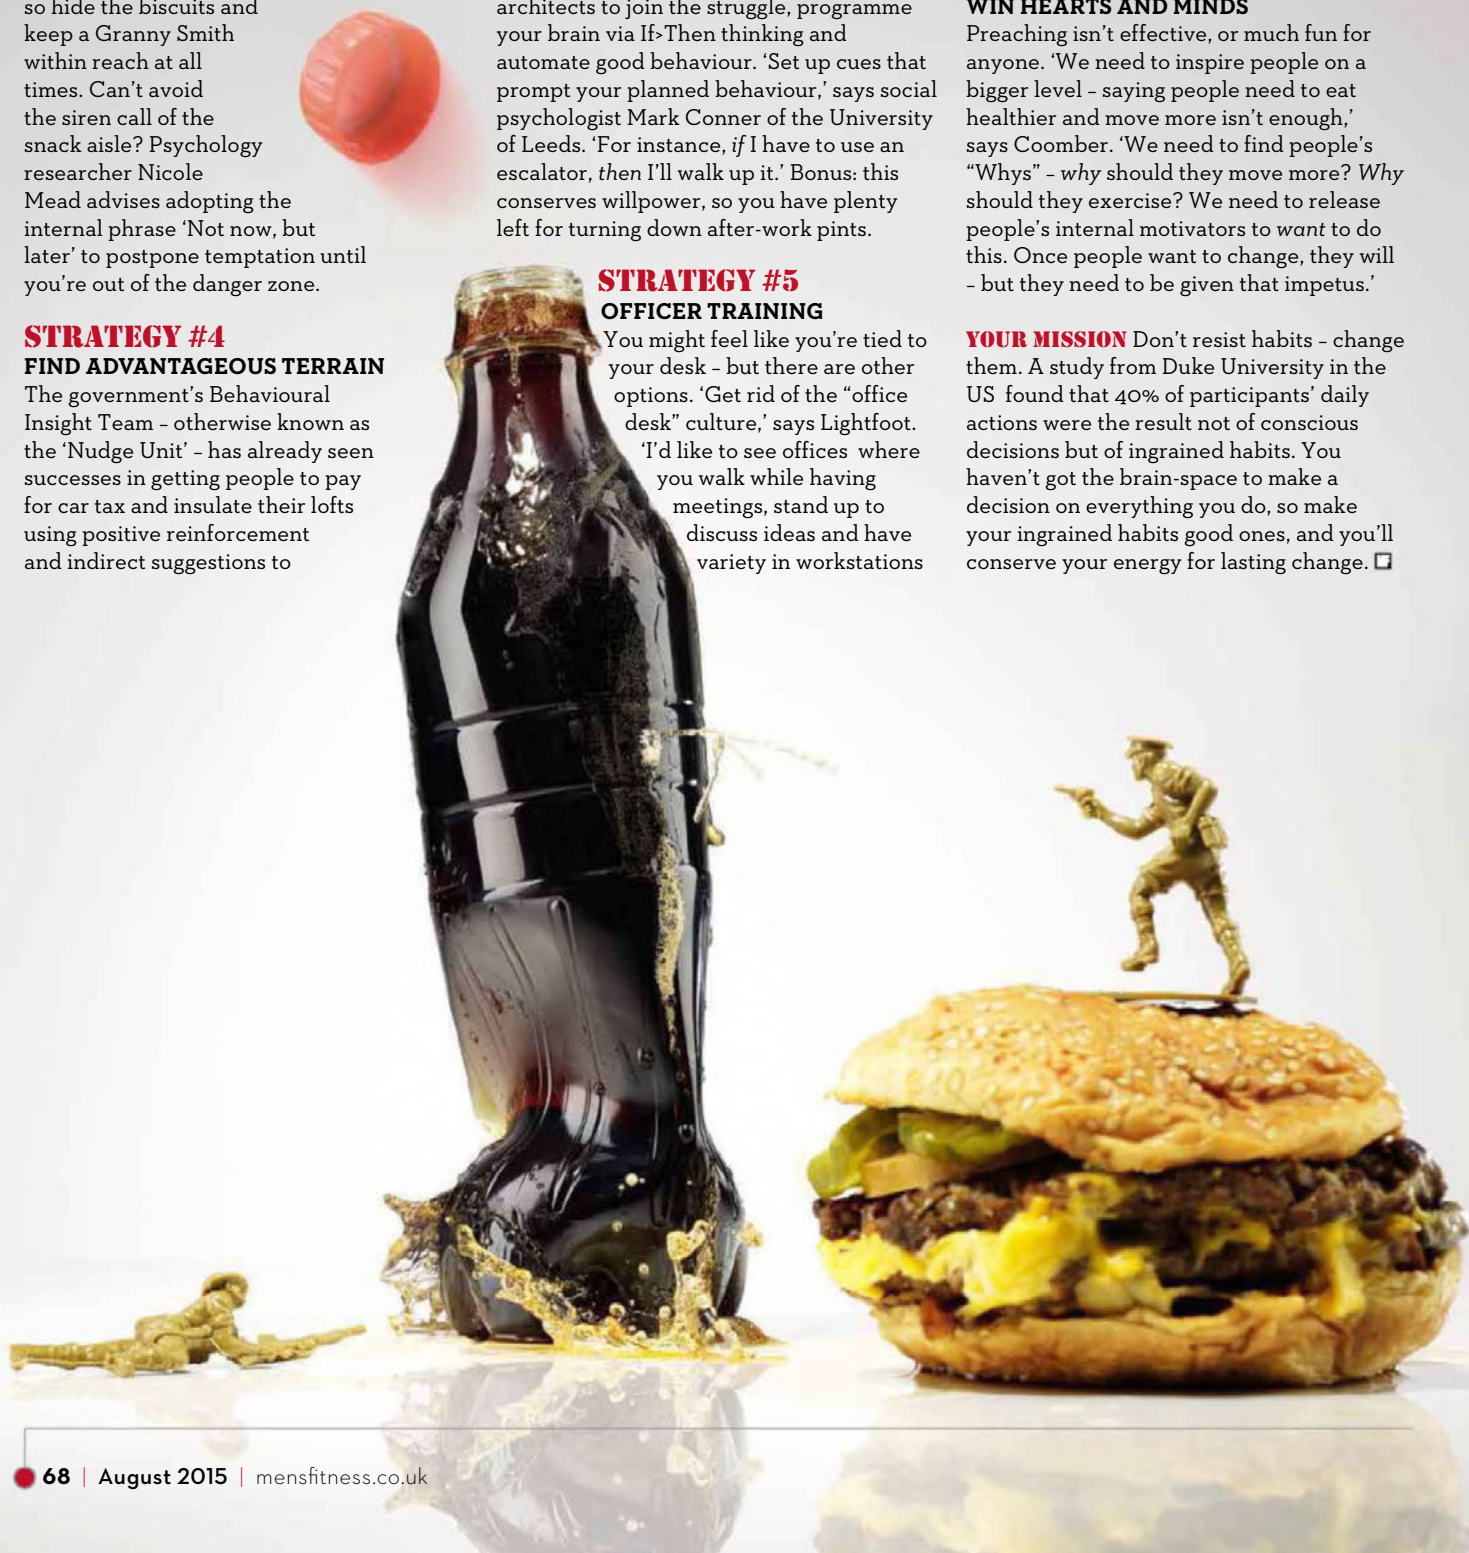 so hide the biscuits and
keep a Granny Smith
within reach at all
times. Can't avoid
the siren call of the
snack aisle? Psychology
researcher Nicole
Mead advises adopting the
internal phrase ‘Not now, but
later’ to postpone temptation until
you're out of the danger zone.
STRATEGY #4
FIND ADVANTAGEOUS TERRAIN
The government's Behavioural
Insight Team – otherwise known as
the ‘Nudge Unit’ – has already seen
successes in getting people to pay
for car tax and insulate their lofts
using positive reinforcement
and indirect suggestions to
architects to join the struggle, programme
your brain via If>Then thinking and
automate good behaviour. ‘Set up cues that
prompt your planned behaviour,’ says social
psychologist Mark Conner of the University
of Leeds. ‘For instance, if I have to use an
escalator, then I'll walk up it.’ Bonus: this
conserves willpower, so you have plenty
left for turning down after-work pints.
STRATEGY #5
OFFICER TRAINING
You might feel like you're tied to
your desk – but there are other
options. ‘Get rid of the “office
desk” culture,’ says Lightfoot.
‘I'd like to see offices where
you walk while having
meetings, stand up to
discuss ideas and have
variety in workstations
WIN HEARTS AND MINDS
Preaching isn't effective, or much fun for
anyone. ‘We need to inspire people on a
bigger level – saying people need to eat
healthier and move more isn't enough,’
says Coomber. ‘We need to find people's
“Whys” – why should they move more? Why
should they exercise? We need to release
people's internal motivators to want to do
this. Once people want to change, they will
– but they need to be given that impetus.’
YOUR MISSION Don't resist habits – change
them. A study from Duke University in the
US found that 40% of participants' daily
actions were the result not of conscious
decisions but of ingrained habits. You
haven't got the brain-space to make a
decision on everything you do, so make
your ingrained habits good ones, and you'll
conserve your energy for lasting change.
68 | August 2015 | mensfitness.co.uk